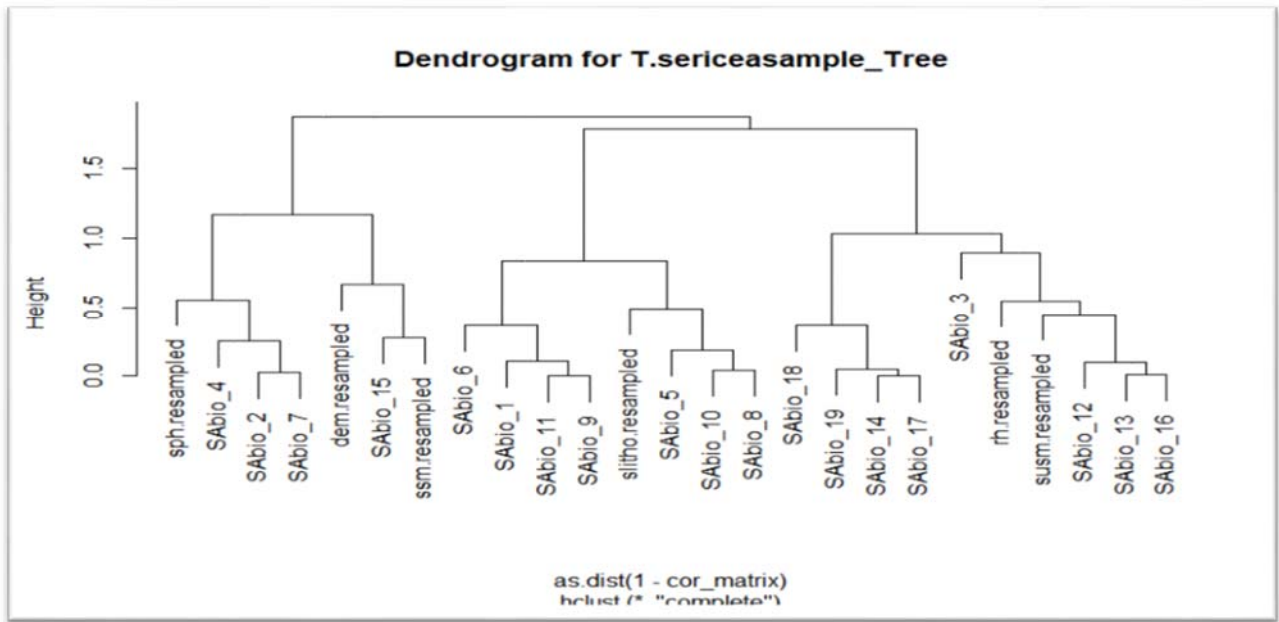 Dendrogram for T.sericeasample_Tree
Height
0.0
0.5
1.0
1.5
sph.resampled
SAbio_4
SAbio_2
SAbio_7
dem.resampled
SAbio_15
ssm.resampled
SAbio_6
SAbio_1
SAbio_11
SAbio_9
slitho.resampled
SAbio_5
SAbio_10
SAbio_8
SAbio_18
SAbio_19
SAbio_14
SAbio_17
SAbio_3
rh.resampled
susm.resampled
SAbio_12
SAbio_13
SAbio_16
as.dist(1 - cor_matrix)
hclust (*, "complete")